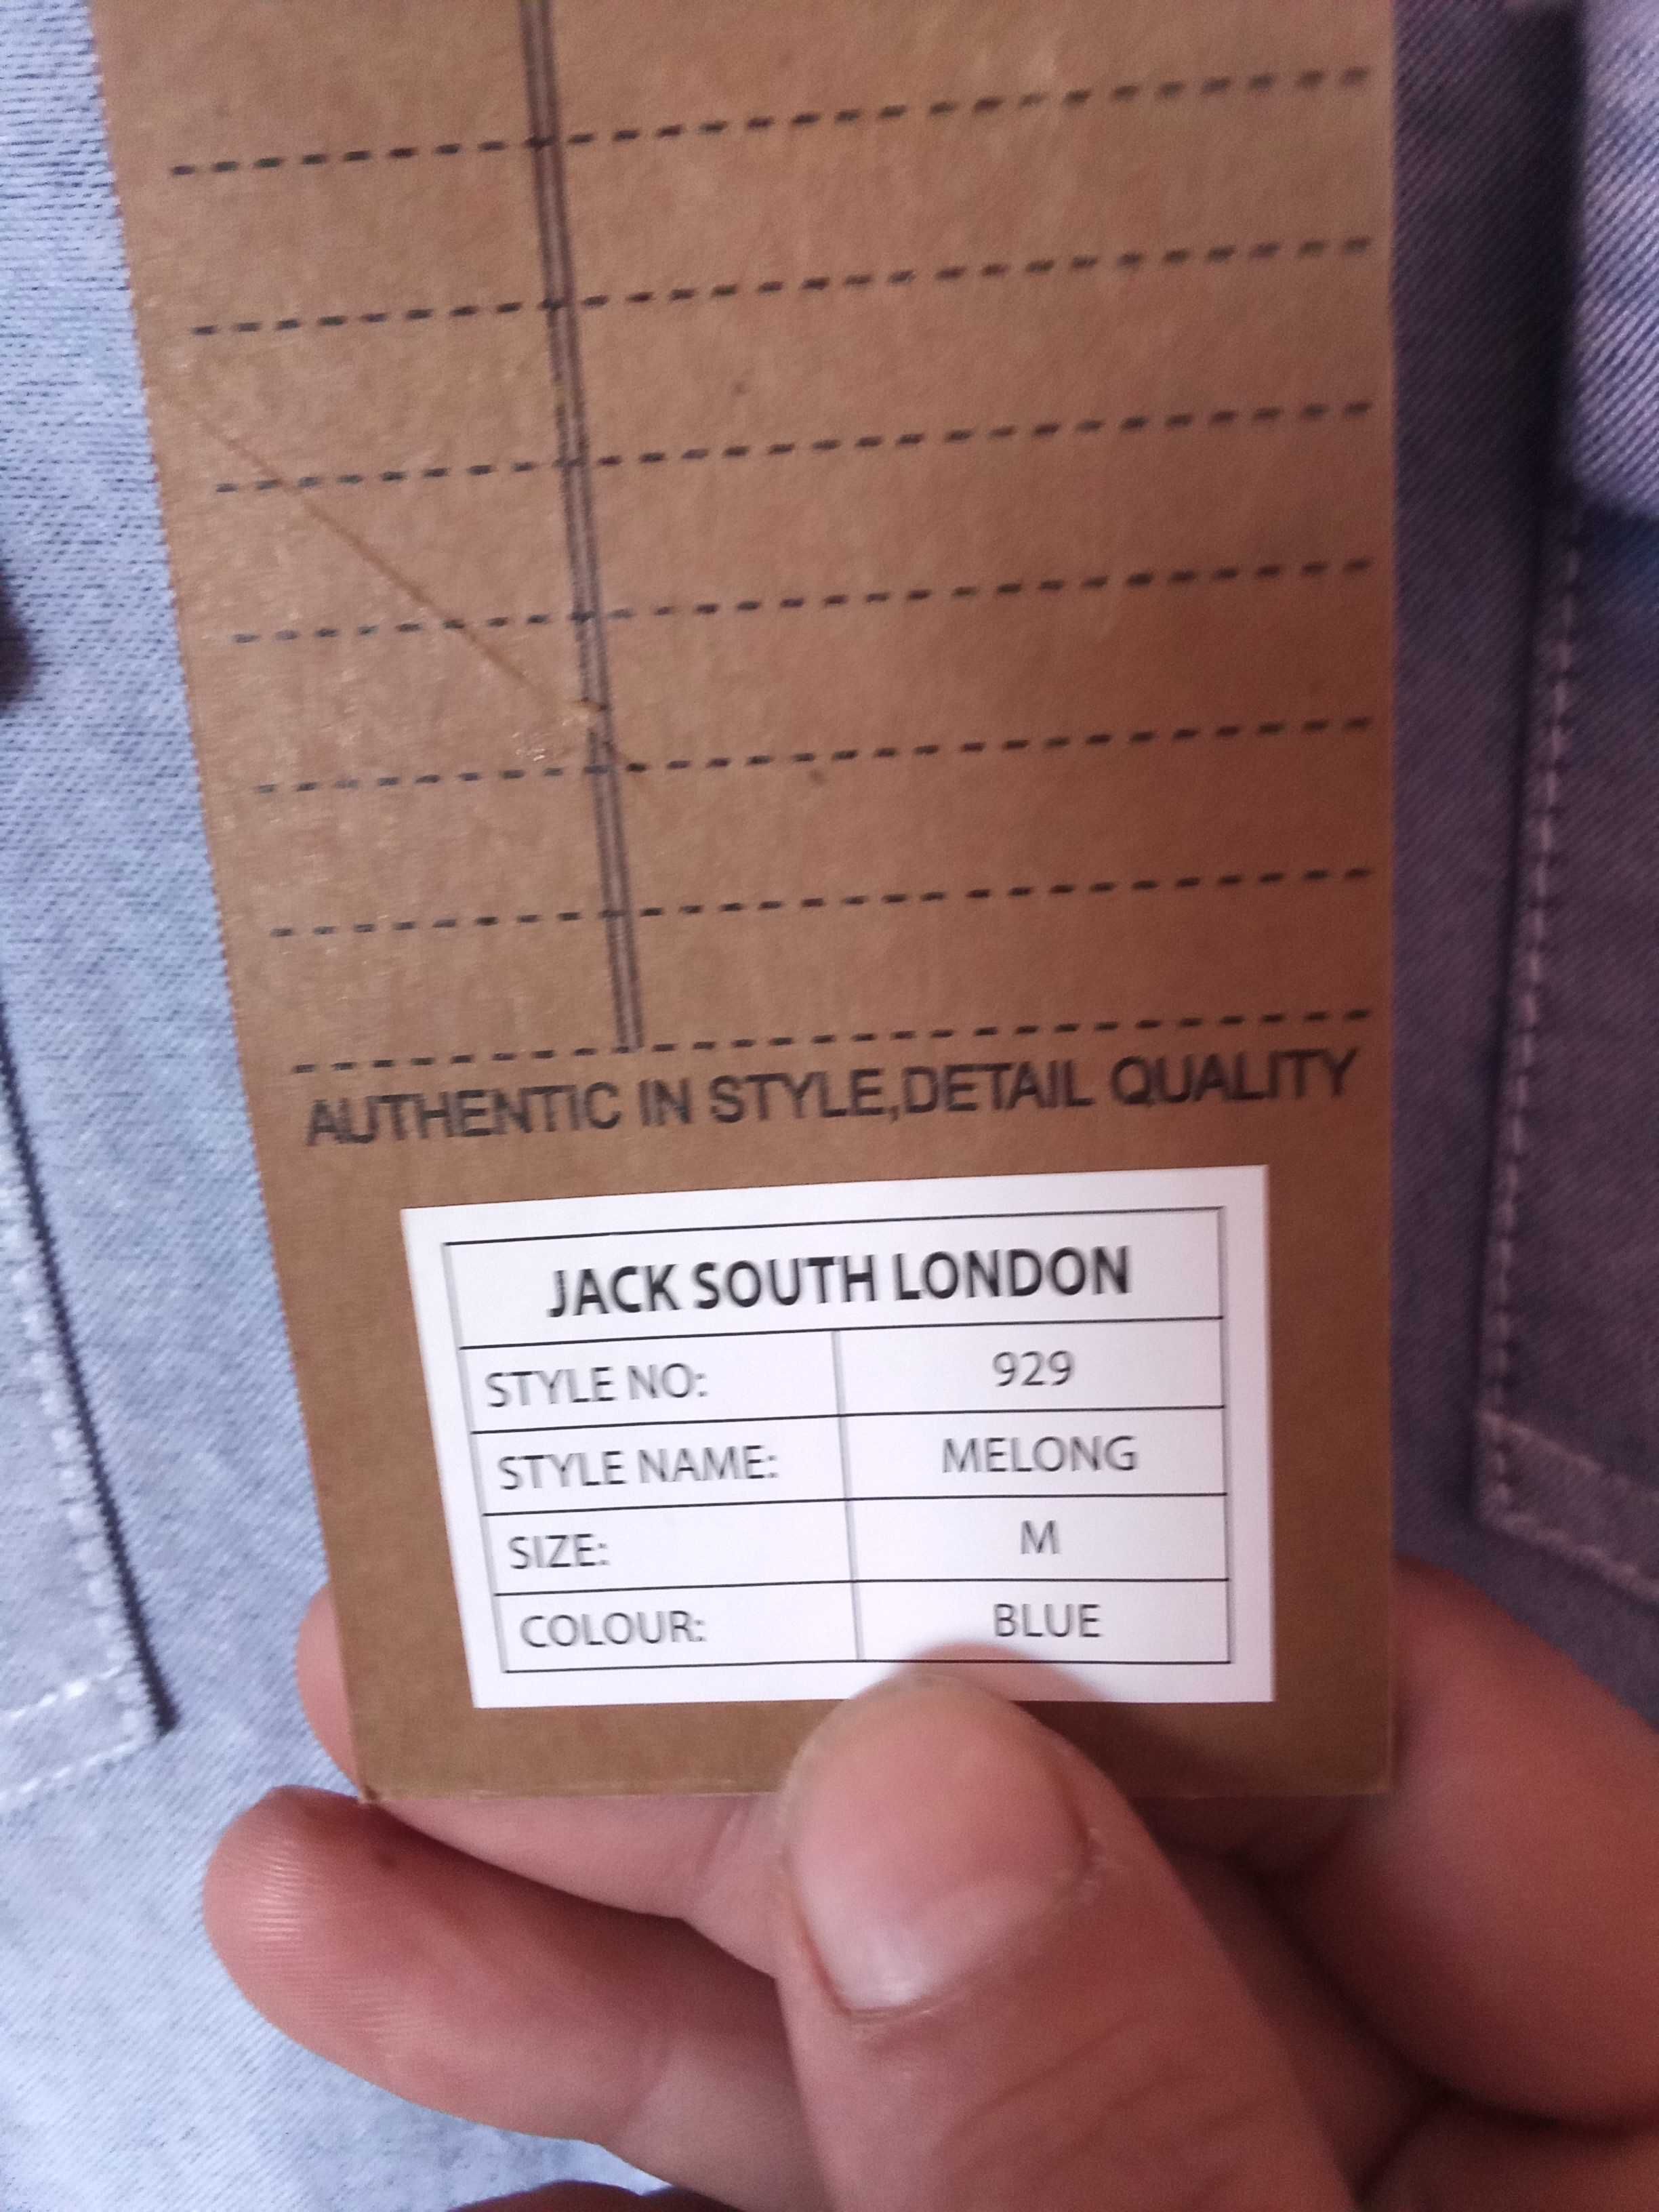 AUTHENTIC IN STYLE,DETAIL QUALITY
JACK SOUTH LONDON
STYLE NO: 929
STYLE NAME: MELONG
SIZE: M
COLOUR: BLUE